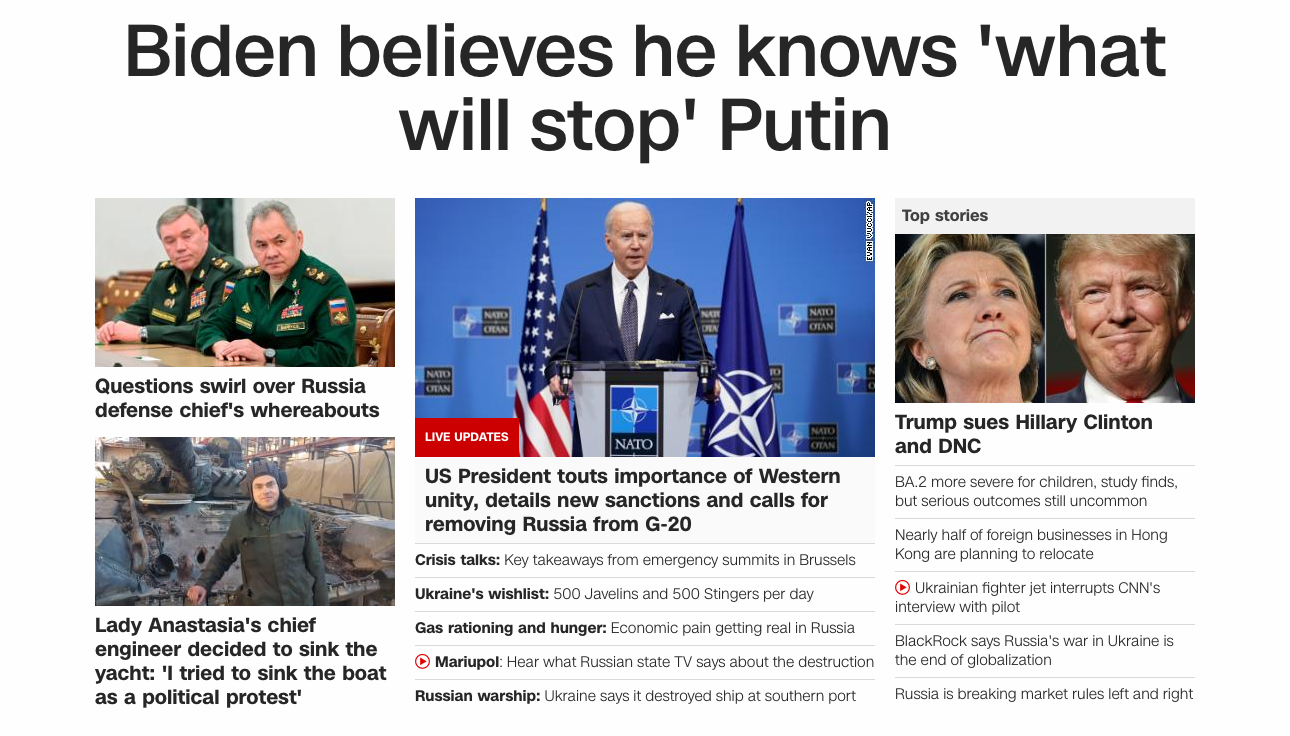 Biden believes he knows 'what
will stop' Putin
Questions swirl over Russia
defense chief's whereabouts
Lady Anastasia's chief
engineer decided to sink the
yacht: 'I tried to sink the boat
as a political protest'
EVAN VUCCI/AP
NATO
OTAN
NATO
OTAN
NATO
OTAN
NATO
NATO
OTAN
NATO
LIVE UPDATES
US President touts importance of Western
unity, details new sanctions and calls for
removing Russia from G-20
Crisis talks: Key takeaways from emergency summits in Brussels
Ukraine's wishlist: 500 Javelins and 500 Stingers per day
Gas rationing and hunger: Economic pain getting real in Russia
Mariupol: Hear what Russian state TV says about the destruction
Russian warship: Ukraine says it destroyed ship at southern port
Top stories
Trump sues Hillary Clinton
and DNC
BA.2 more severe for children, study finds,
but serious outcomes still uncommon
Nearly half of foreign businesses in Hong
Kong are planning to relocate
Ukrainian fighter jet interrupts CNN's
interview with pilot
BlackRock says Russia's war in Ukraine is
the end of globalization
Russia is breaking market rules left and right